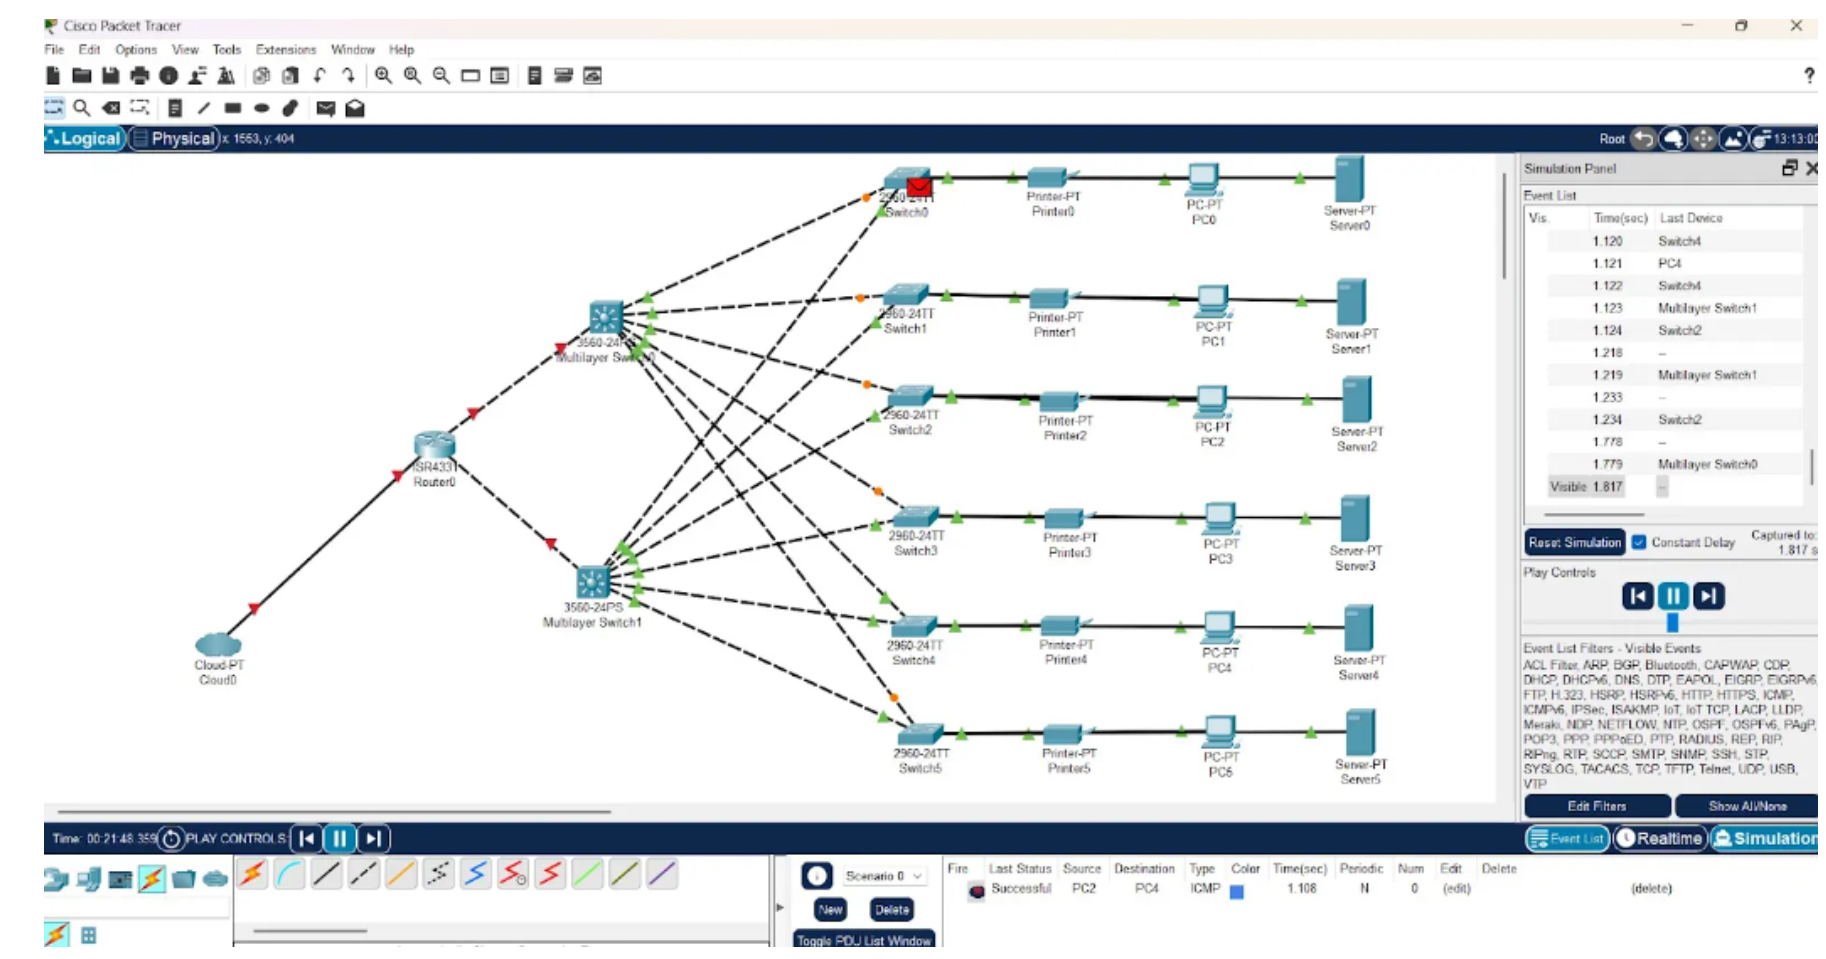 Cisco Packet Tracer
File Edit Options View Tools Extensions Window Help
?
Logical Physical x: 1553, y: 404 Root 13:13:00
Simulation Panel
Event List
Vis. Time(sec) Last Device
1.120 Switch4
1.121 PC4
1.122 Switch4
1.123 Multilayer Switch1
1.124 Switch2
1.218 --
1.219 Multilayer Switch1
1.233 --
1.234 Switch2
1.778 --
1.779 Multilayer Switch0
Visible 1.817 --
Reset Simulation Constant Delay Captured to:
1.817 s
Play Controls
Event List Filters - Visible Events
ACL Filter, ARP, BGP, Bluetooth, CAPWAP, CDP,
DHCP, DHCPv6, DNS, DTP, EAPOL, EIGRP, EIGRPv6,
FTP, H.323, HSRP, HSRPv6, HTTP, HTTPS, ICMP,
ICMPv6, IPSec, ISAKMP, IoT, IoT TCP, LACP, LLDP,
Meraki, NDP, NETFLOW, NTP, OSPF, OSPFv6, PAgP,
POP3, PPP, PPPoED, PTP, RADIUS, REP, RIP,
RIPng, RTP, SCCP, SMTP, SNMP, SSH, STP,
SYSLOG, TACACS, TCP, TFTP, Telnet, UDP, USB,
VTP
Edit Filters Show All/None
2960-24TT
Switch0
Printer-PT
Printer0
PC-PT
PC0
Server-PT
Server0
2960-24TT
Switch1
Printer-PT
Printer1
PC-PT
PC1
Server-PT
Server1
3560-24PS
Multilayer Switch0
2960-24TT
Switch2
Printer-PT
Printer2
PC-PT
PC2
Server-PT
Server2
ISR4331
Router0
2960-24TT
Switch3
Printer-PT
Printer3
PC-PT
PC3
Server-PT
Server3
3560-24PS
Multilayer Switch1
2960-24TT
Switch4
Printer-PT
Printer4
PC-PT
PC4
Server-PT
Server4
Cloud-PT
Cloud0
2960-24TT
Switch5
Printer-PT
Printer5
PC-PT
PC5
Server-PT
Server5
Time: 00:21:48.359 PLAY CONTROLS: Event List Realtime Simulation
Scenario 0
New Delete
Toggle PDU List Window
Fire Last Status Source Destination Type Color Time(sec) Periodic Num Edit Delete
Successful PC2 PC4 ICMP 1.108 N 0 (edit) (delete)